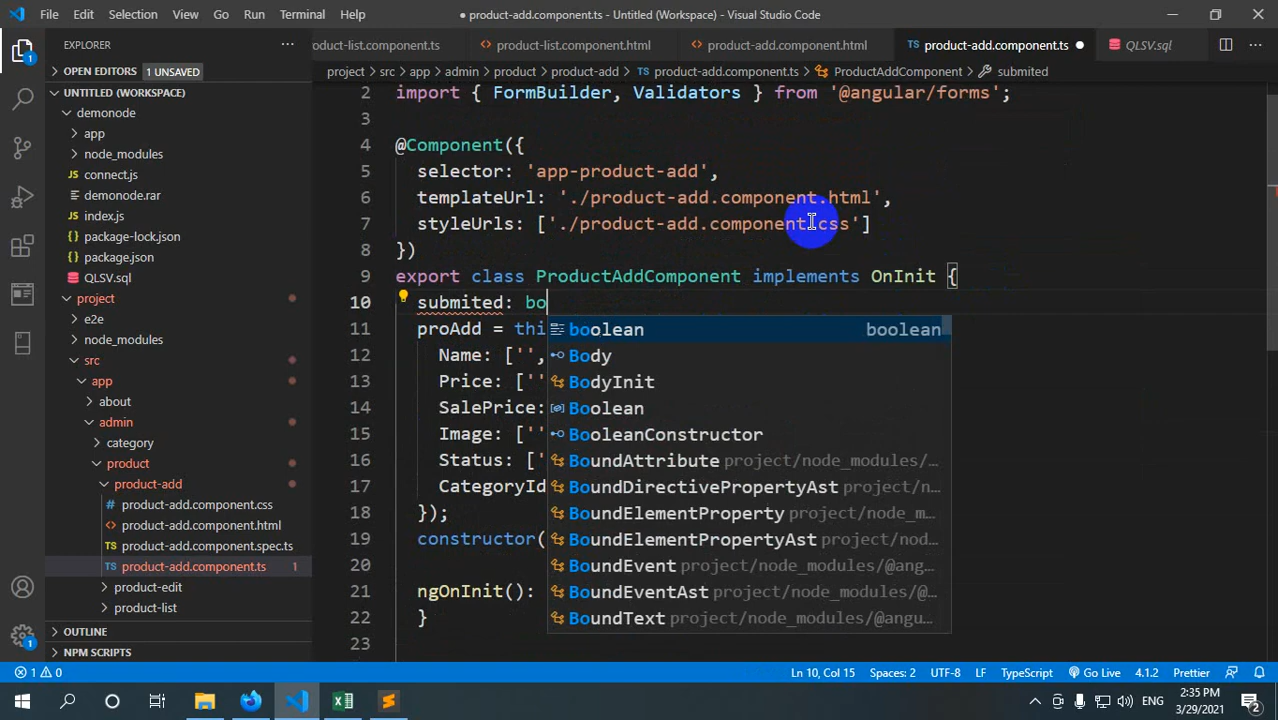 File Edit Selection View Go Run Terminal Help
● product-add.component.ts - Untitled (Workspace) - Visual Studio Code
EXPLORER
duct-list.component.ts product-list.component.html product-add.component.html TS product-add.component.ts ● QLSV.sql
OPEN EDITORS 1 UNSAVED
project > src > app > admin > product > product-add > TS product-add.component.ts > ProductAddComponent > submited
UNTITLED (WORKSPACE)
demonode
app
node_modules
JS connect.js
demonode.rar
JS index.js
package-lock.json
package.json
QLSV.sql
project
e2e
node_modules
src
app
about
admin
category
product
product-add
# product-add.component.css
product-add.component.html
TS product-add.component.spec.ts
TS product-add.component.ts 1
product-edit
product-list
OUTLINE
NPM SCRIPTS
2 import { FormBuilder, Validators } from '@angular/forms';
3
4 @Component({
5 selector: 'app-product-add',
6 templateUrl: './product-add.component.html',
7 styleUrls: ['./product-add.component.css']
8 })
9 export class ProductAddComponent implements OnInit {
10 submited: bo
11 proAdd = thi
12 Name: ['',
13 Price: [''
14 SalePrice:
15 Image: [''
16 Status: ['
17 CategoryId
18 });
19 constructor(
20
21 ngOnInit():
22 }
23
boolean boolean
Body
BodyInit
Boolean
BooleanConstructor
BoundAttribute project/node_modules/…
BoundDirectivePropertyAst project/n…
BoundElementProperty project/node_m…
BoundElementPropertyAst project/nod…
BoundEvent project/node_modules/@ang…
BoundEventAst project/node_modules/@…
BoundText project/node_modules/@angu…
1 0
Ln 10, Col 15 Spaces: 2 UTF-8 LF TypeScript Go Live 4.1.2 Prettier
ENG
2:35 PM
3/29/2021
2